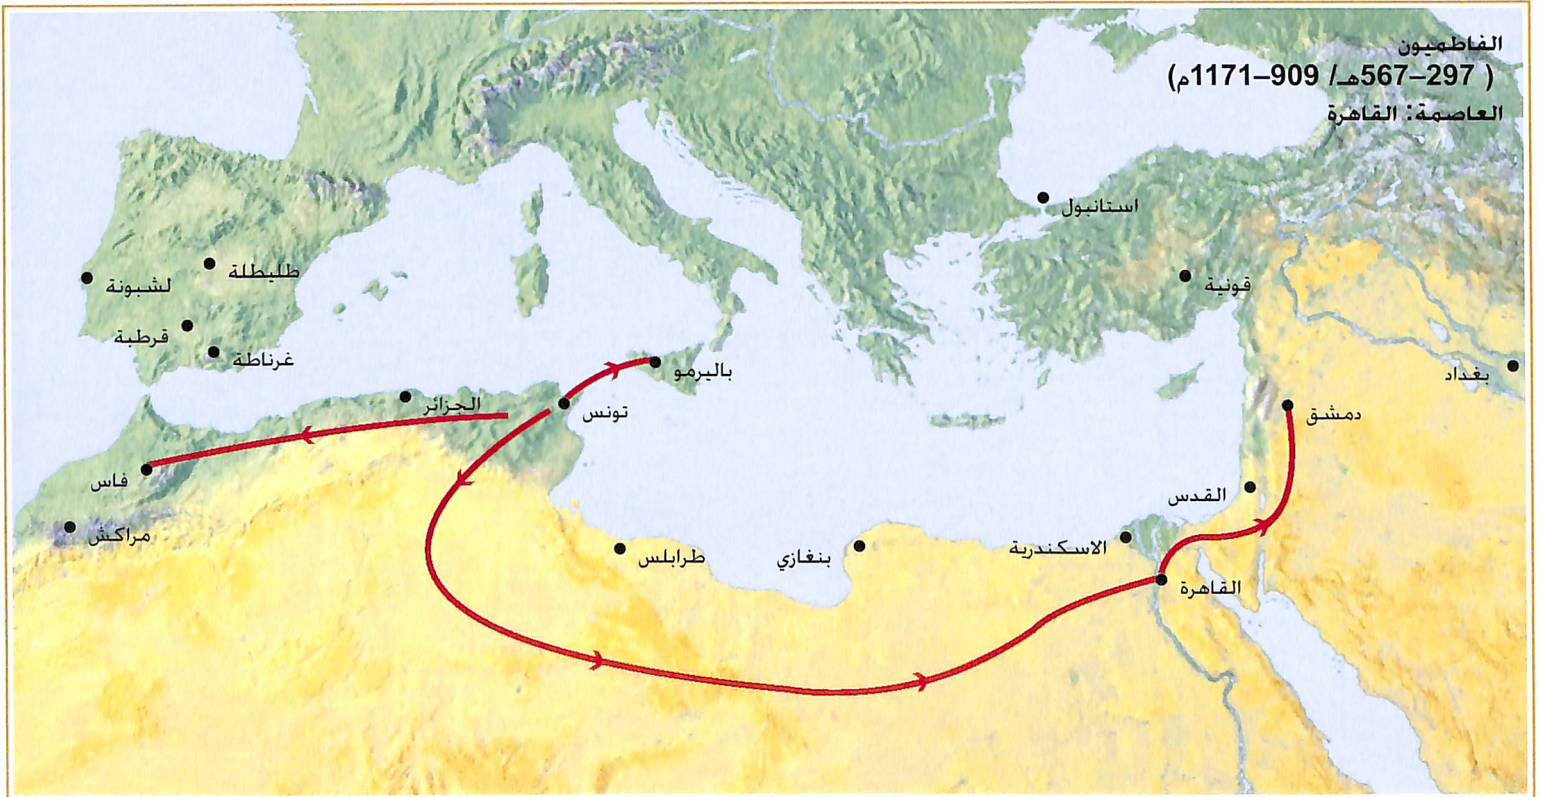 الفاطميون
( 297–567هـ/ 909–1171م)
العاصمة: القاهرة
استانبول
طليطلة
لشبونة
قونية
قرطبة
غرناطة
باليرمو
بغداد
الجزائر
تونس
دمشق
فاس
القدس
مراكش
الاسكندرية
طرابلس
بنغازي
القاهرة